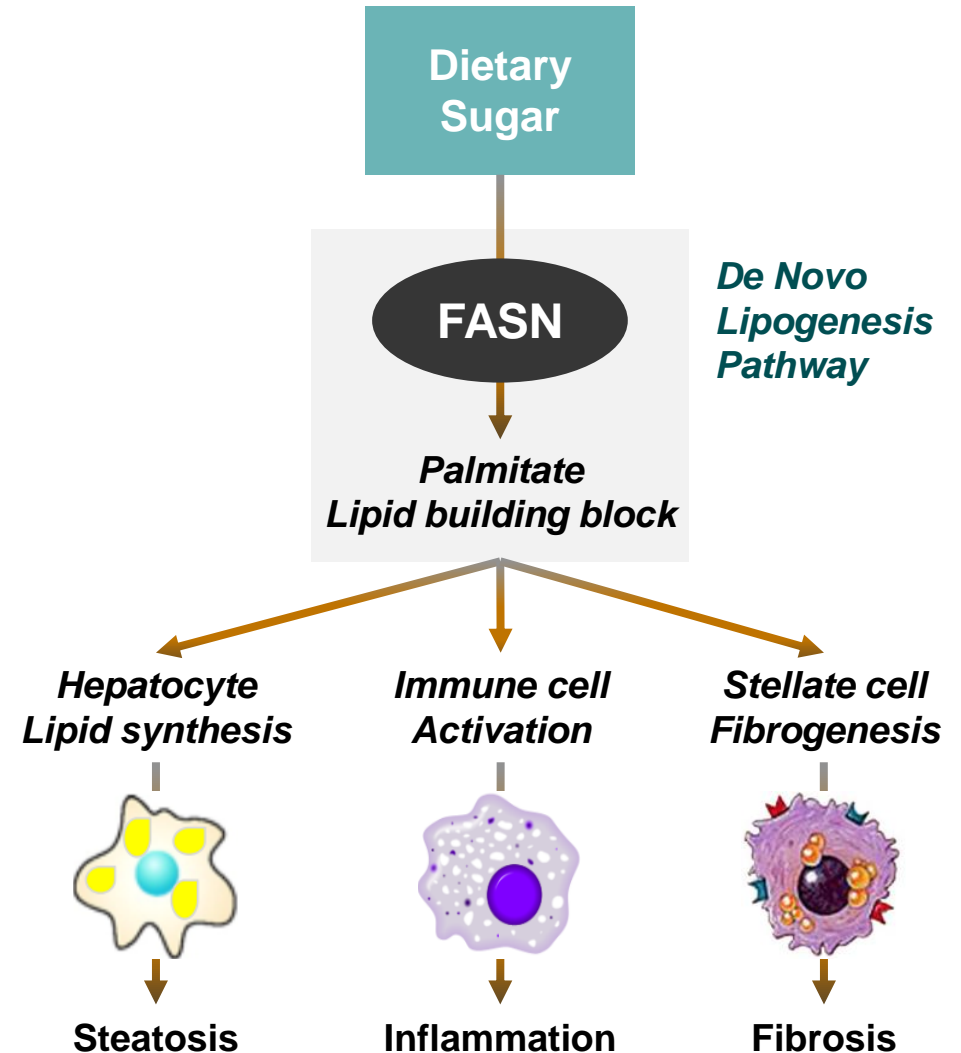 Dietary
Sugar
FASN
De Novo
Lipogenesis
Pathway
Palmitate
Lipid building block
Hepatocyte
Lipid synthesis
Immune cell
Activation
Stellate cell
Fibrogenesis
Steatosis
Inflammation
Fibrosis